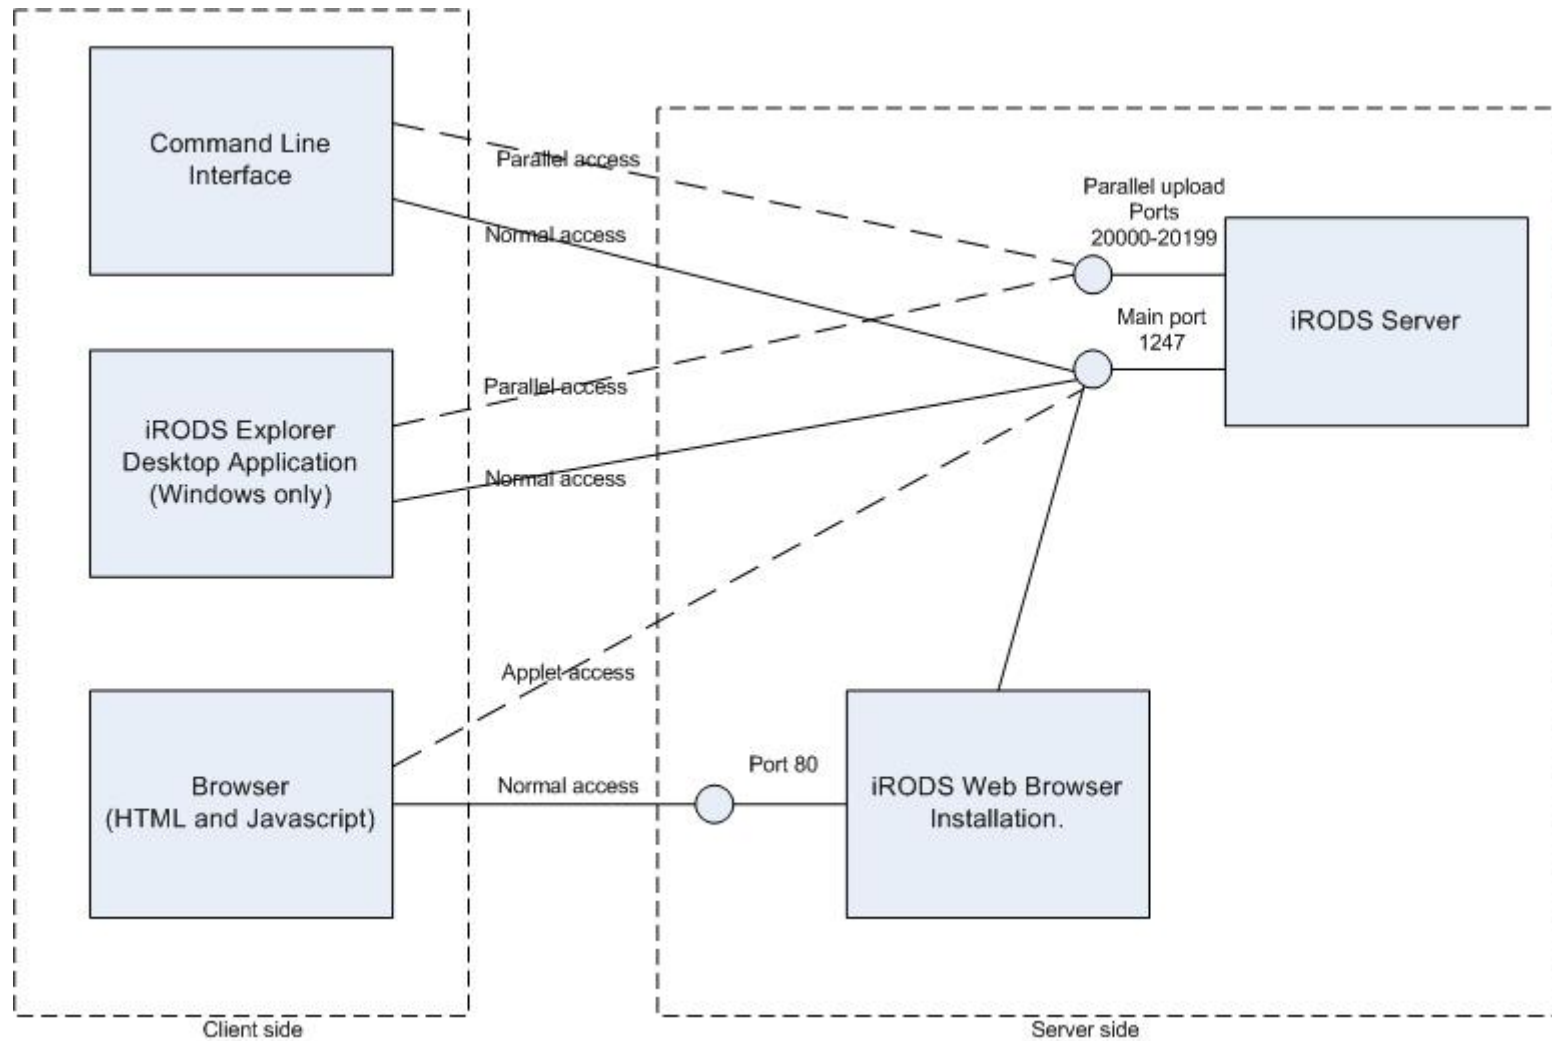 Command Line
Interface
Parallel access
Normal access
Parallel upload
Ports
20000-20199
Main port
1247
iRODS Server
iRODS Explorer
Desktop Application
(Windows only)
Parallel access
Normal access
Applet access
Browser
(HTML and Javascript)
Normal access
Port 80
iRODS Web Browser
Installation.
Client side
Server side